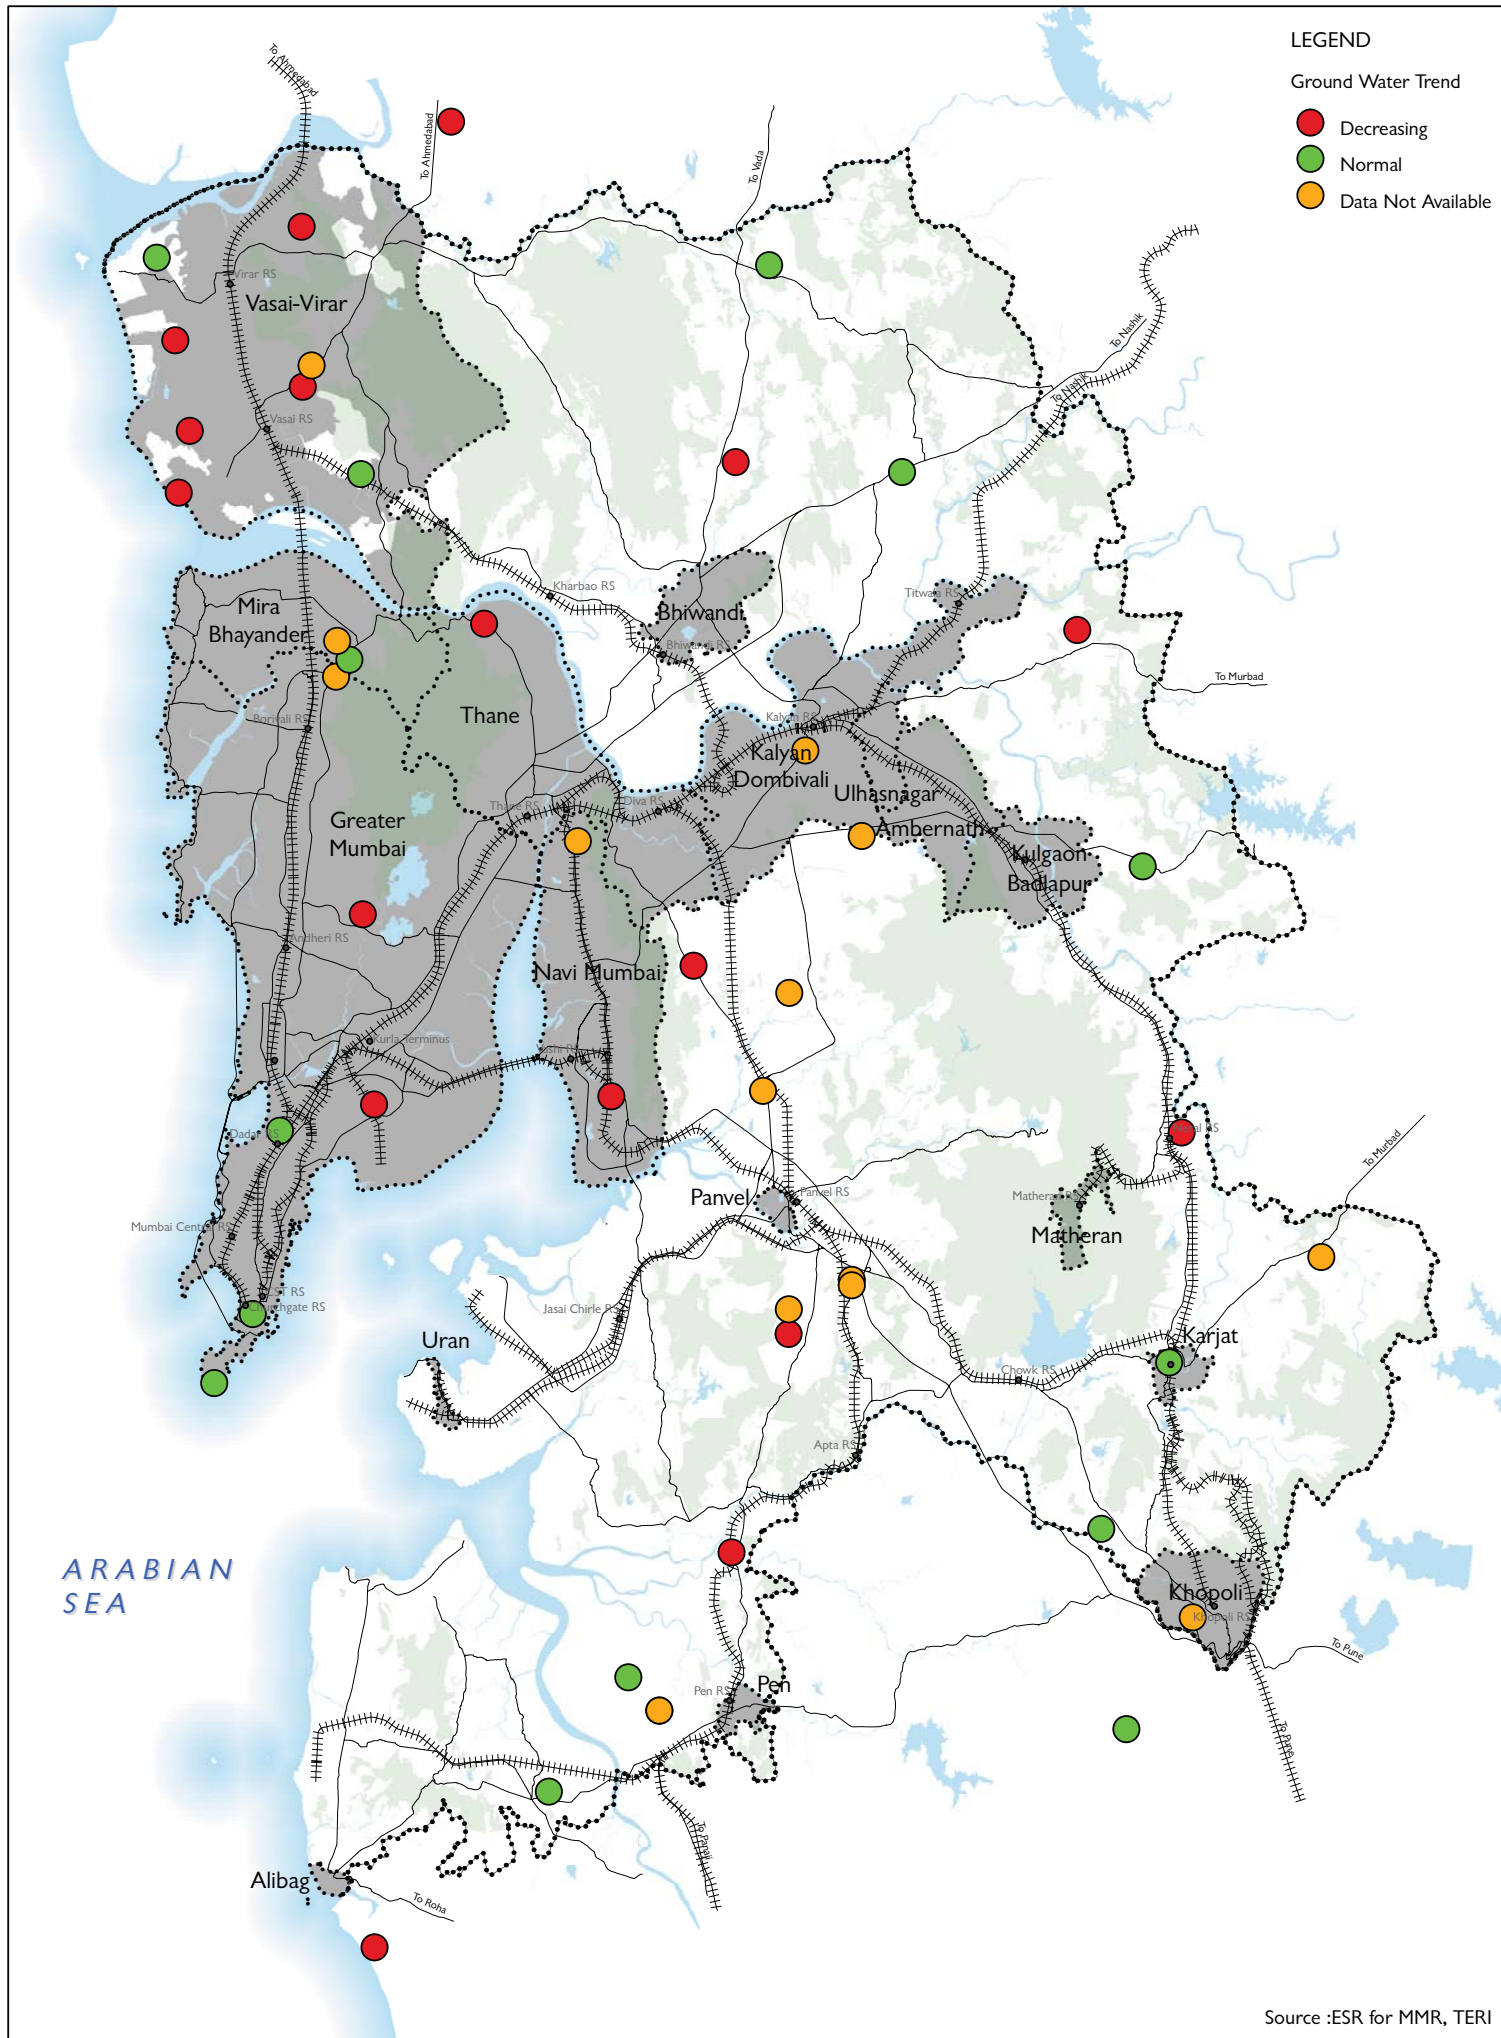 LEGEND
Ground Water Trend
Decreasing
Normal
Data Not Available
To Ahmedabad
To Ahmedabad
To Vada
To Nashik
To Nashik
Virar RS
Vasai-Virar
Vasai RS
Kharbao RS
Titwala RS
Mira
Bhayander
Bhiwandi
Bhiwandi RS
To Murbad
Borivali RS
Thane
Kalyan RS
Kalyan
Dombivali
Ulhasnagar
Thane RS
Diva RS
Greater
Mumbai
Ambernath
Kulgaon
Badlapur
Andheri RS
Navi Mumbai
Kurla Terminus
Vashi RS
Dadar RS
Neral RS
To Murbad
Panvel
Panvel RS
Matheran RS
Matheran
Mumbai Central RS
CST RS
Churchgate RS
Jasai Chirle RS
Uran
Karjat
Chowk RS
Apta RS
ARABIAN
SEA
Khopoli
Khopoli RS
To Pune
To Pune
Pen RS
Pen
To Panaji
Alibag
To Roha
Source :ESR for MMR, TERI